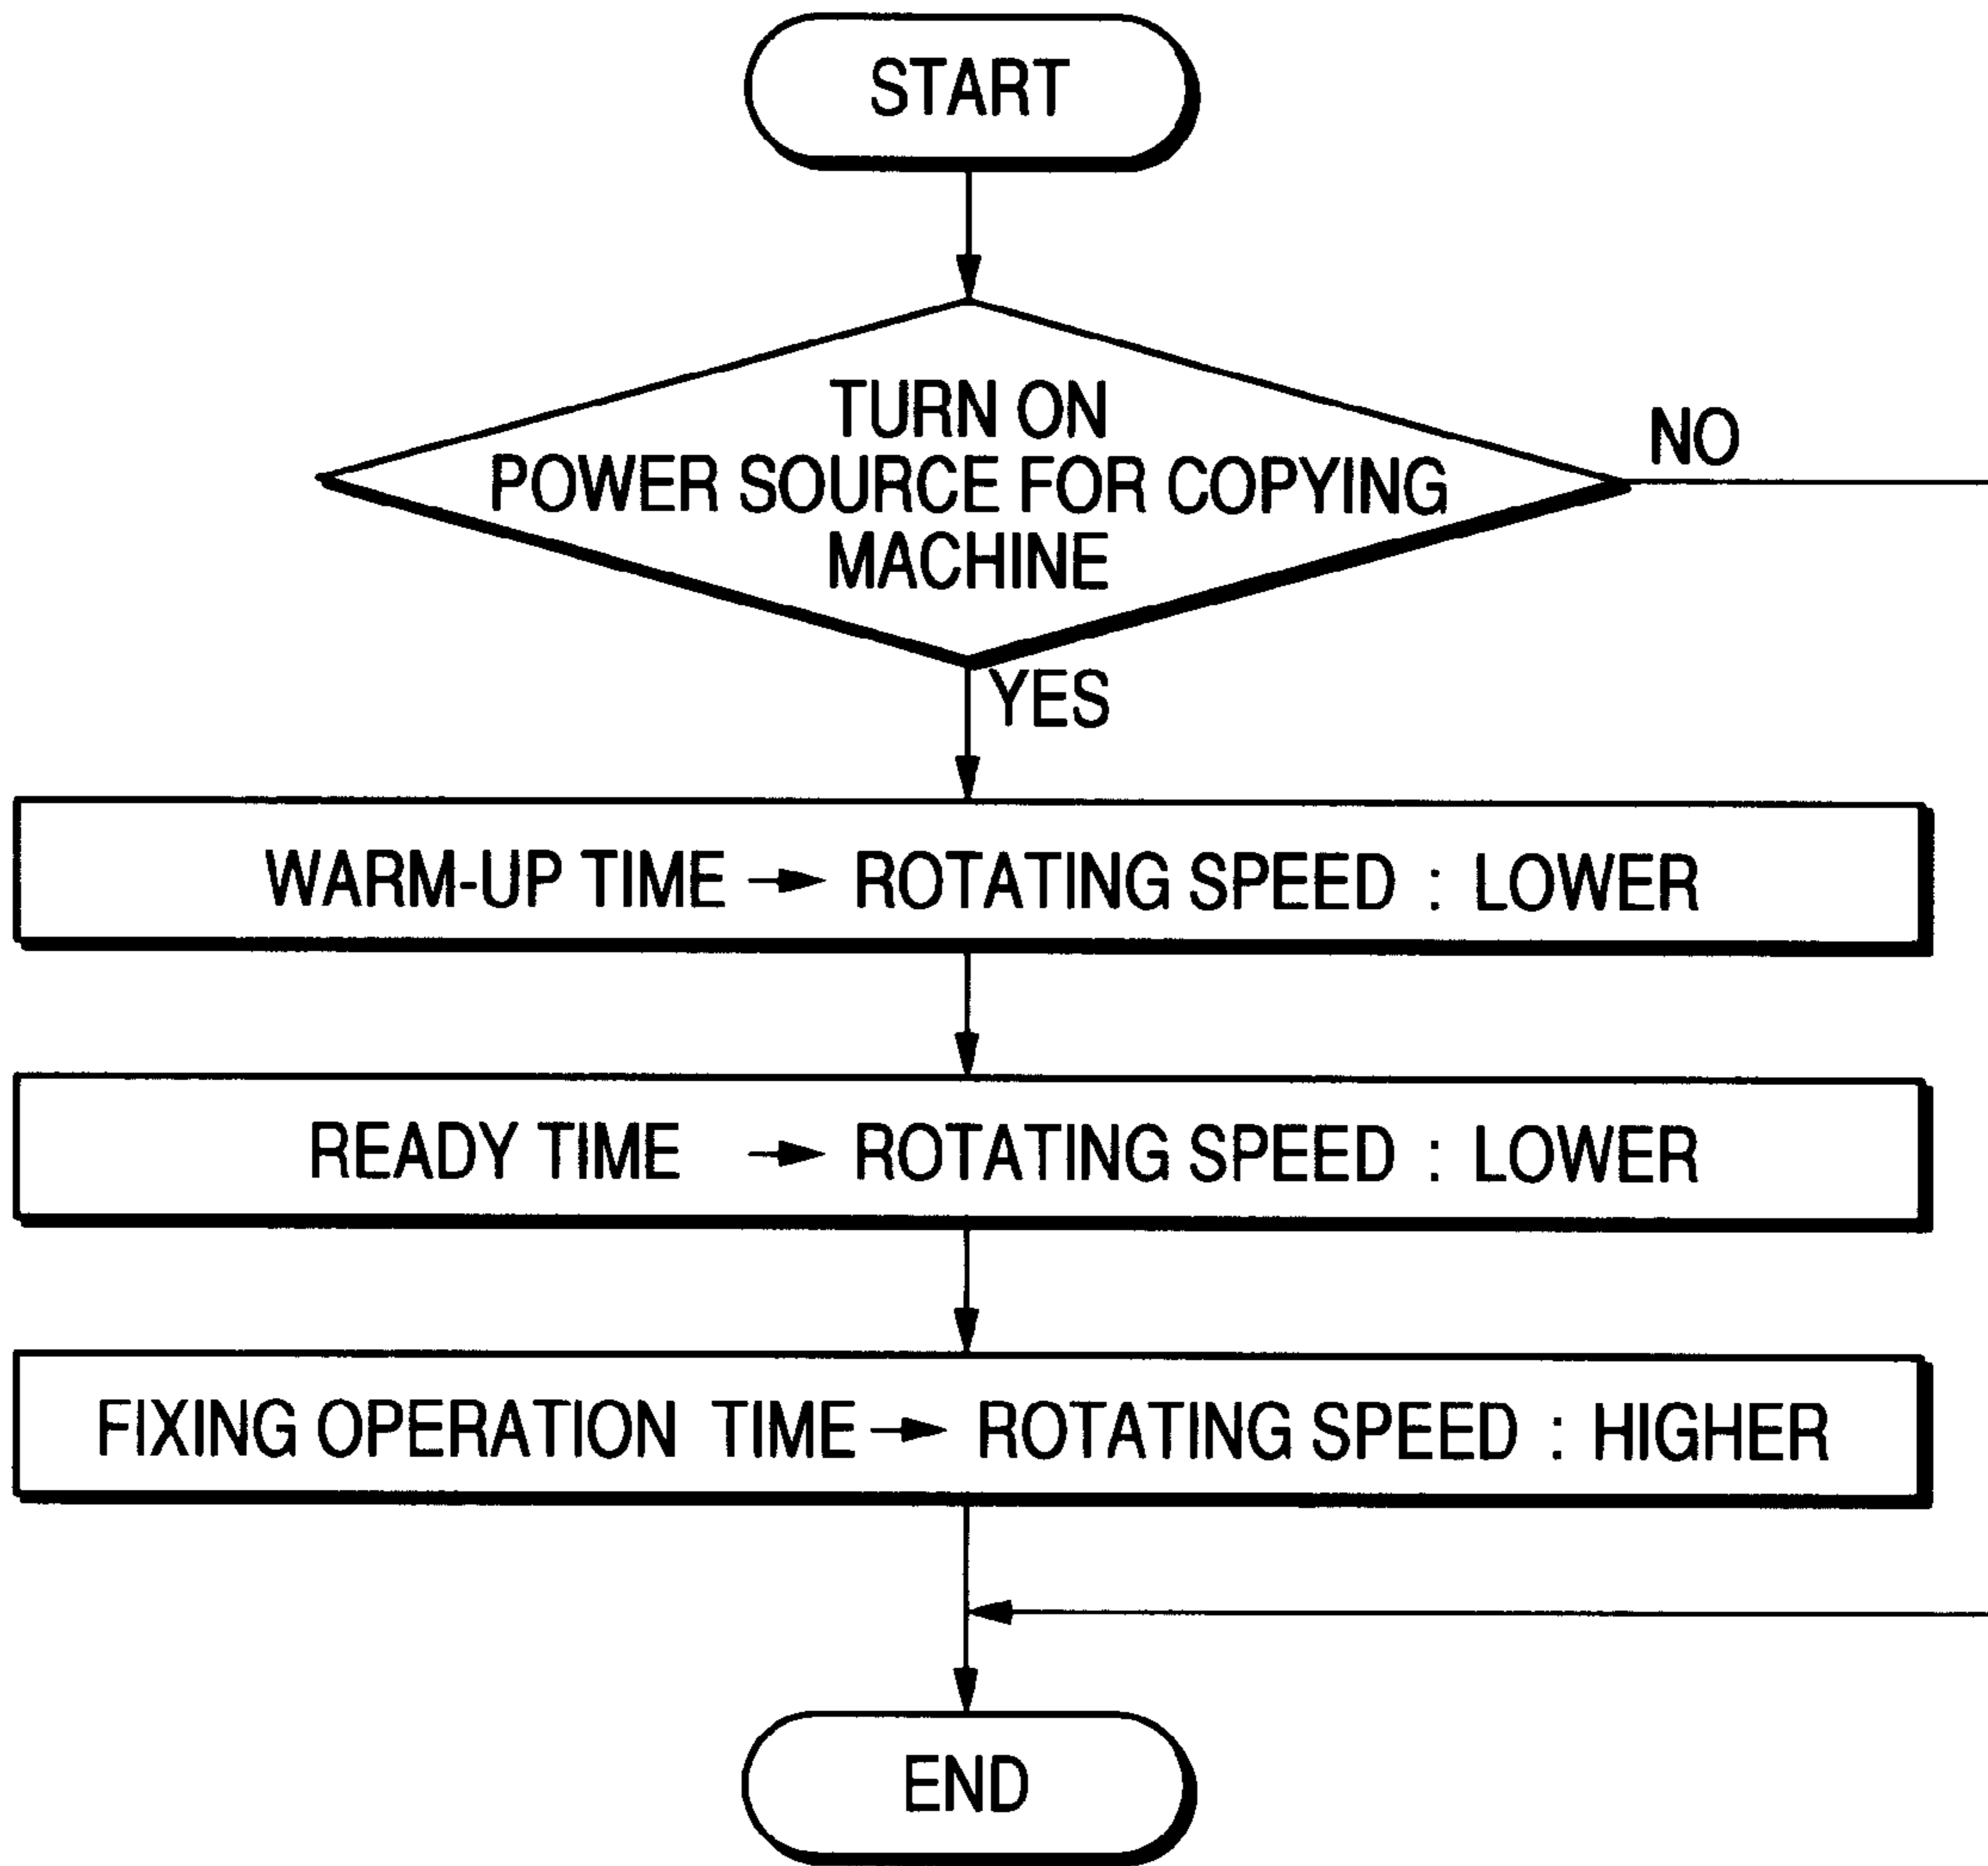 START
TURN ON
POWER SOURCE FOR COPYING
MACHINE
NO
YES
WARM-UP TIME → ROTATING SPEED : LOWER
READY TIME → ROTATING SPEED : LOWER
FIXING OPERATION TIME → ROTATING SPEED : HIGHER
END